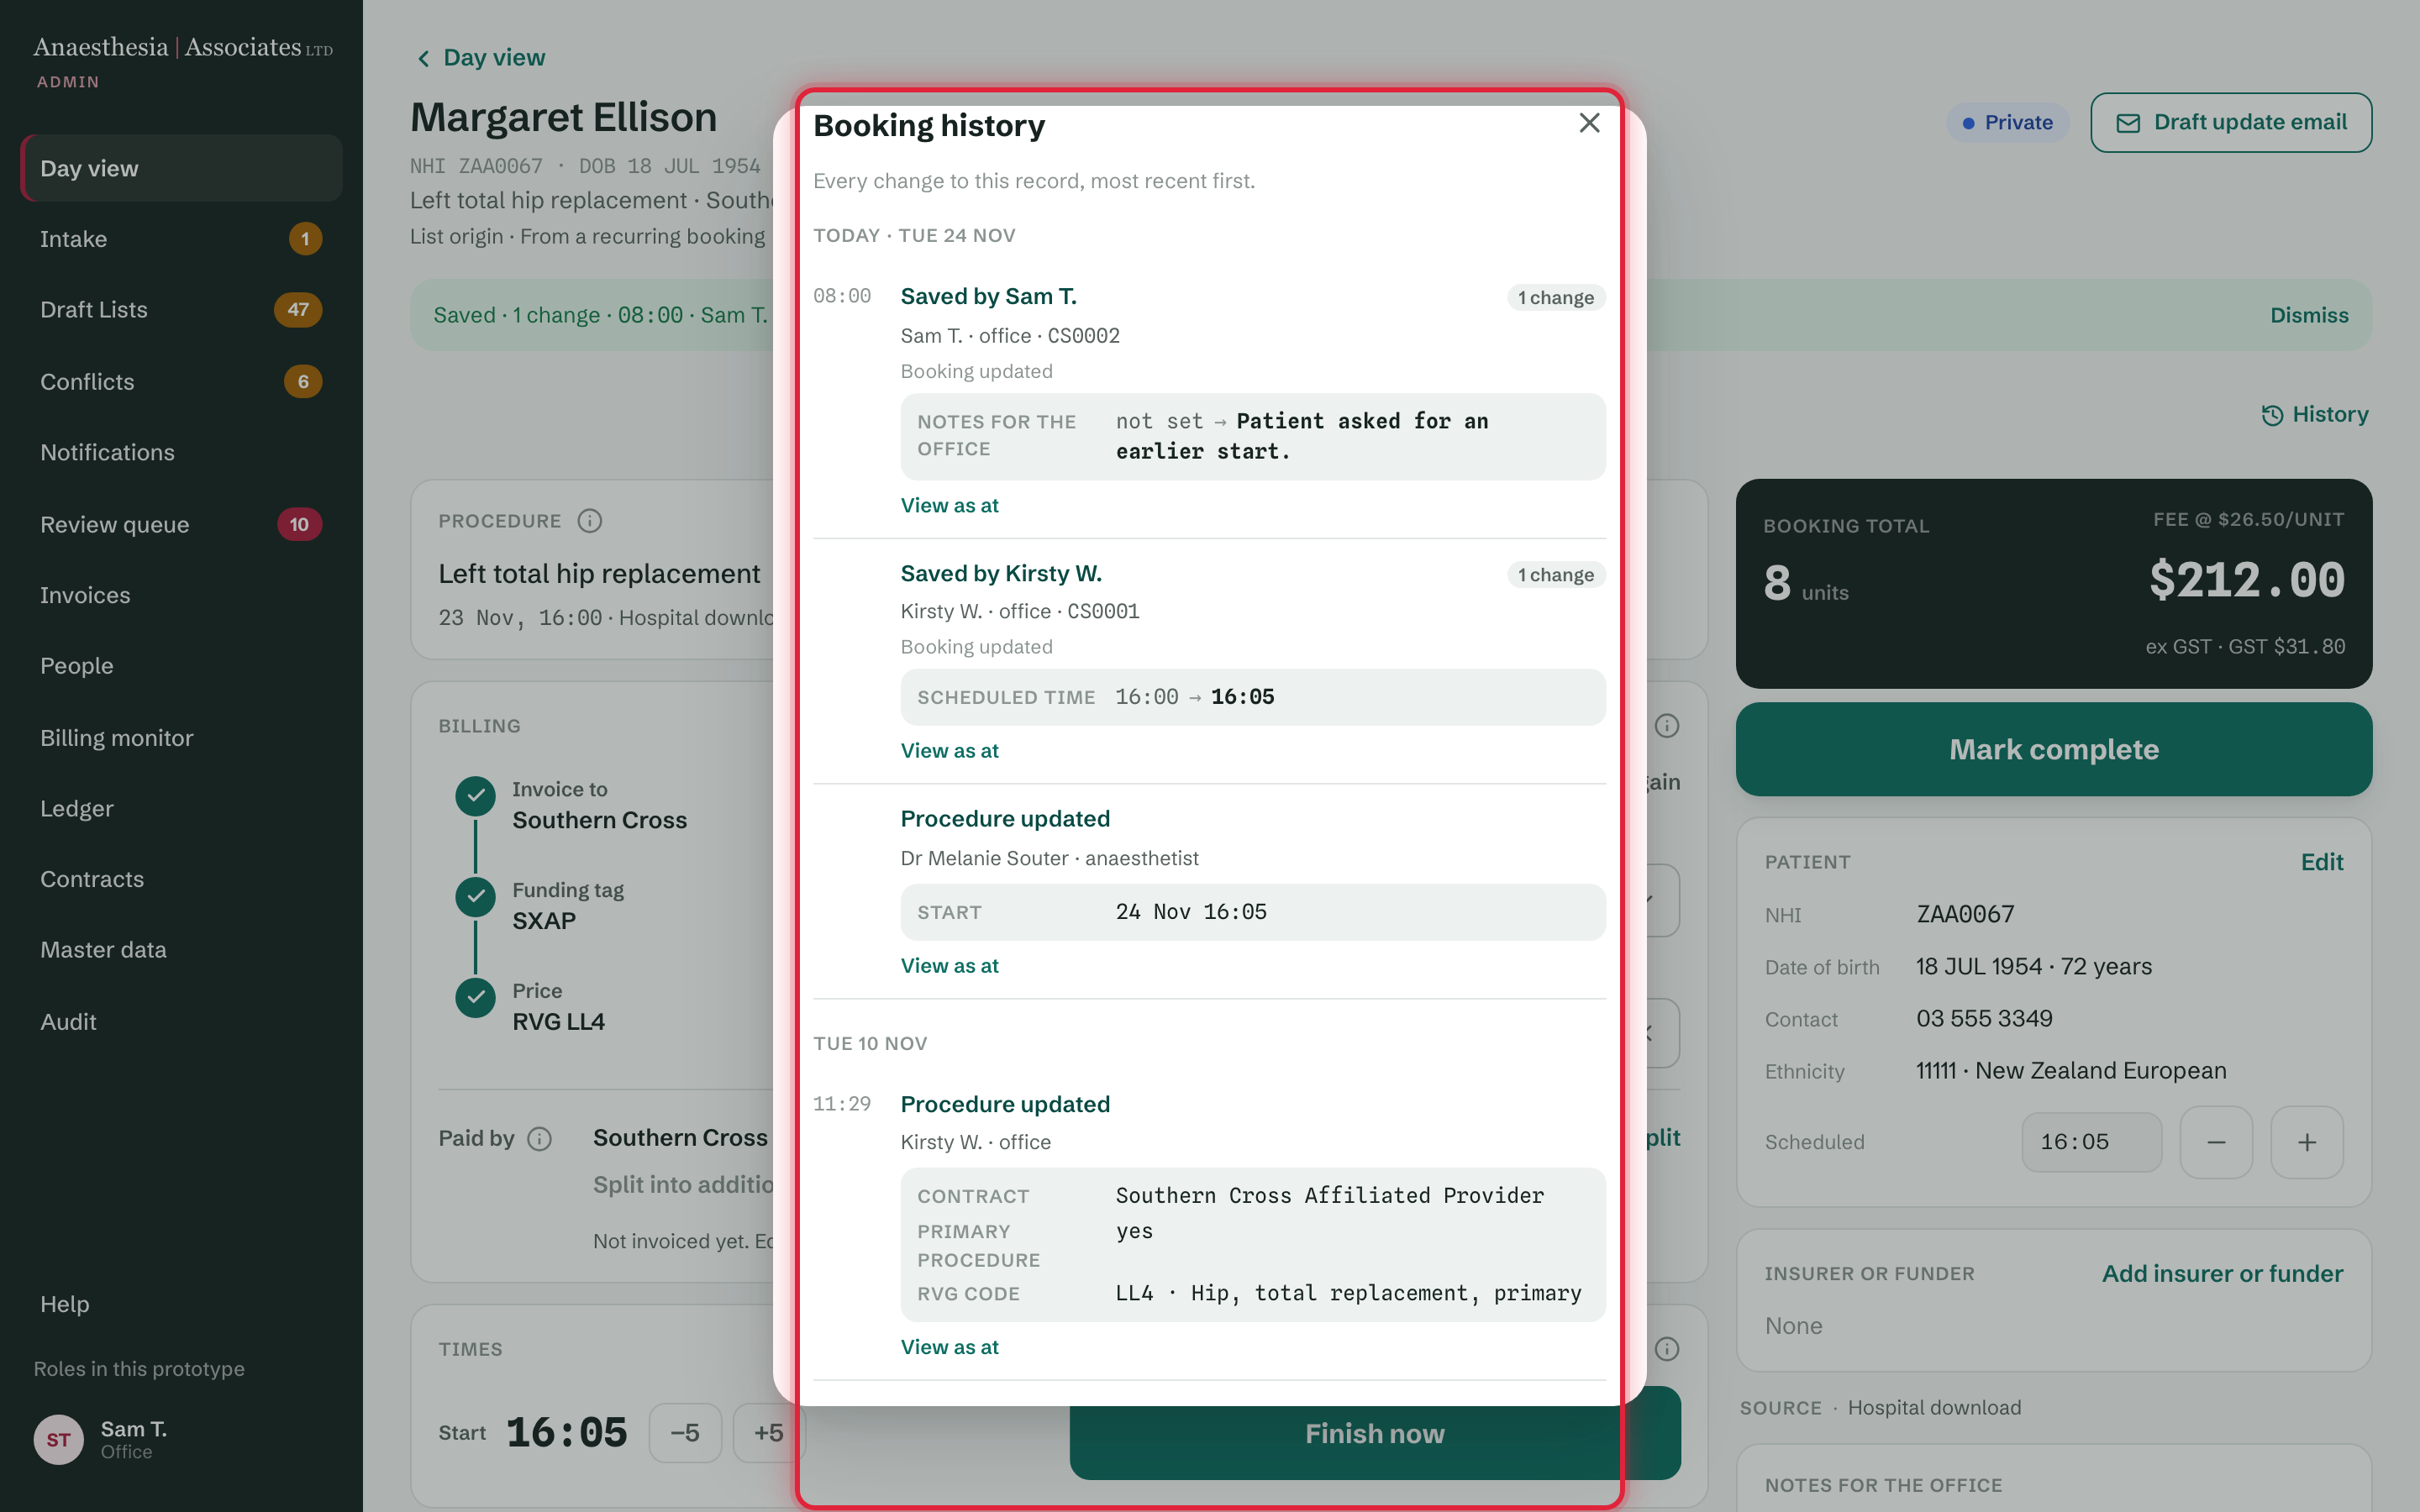 Anaesthesia | Associates LTD
ADMIN
Day view
Intake 1
Draft Lists 47
Conflicts 6
Notifications
Review queue 10
Invoices
People
Billing monitor
Ledger
Contracts
Master data
Audit
Help
Roles in this prototype
ST
Sam T.
Office
Day view
Margaret Ellison
NHI ZAA0067 · DOB 18 JUL 1954
Left total hip replacement ·
List origin · From a recurring booking
Private
Draft update email
Saved · 1 change · 08:00 · Sam T.
Dismiss
History
PROCEDURE
Left total hip replacement
23 Nov, 16:00 · Hospital
BILLING
Invoice to
Southern Cross
Funding tag
SXAP
Price
RVG LL4
Paid by
Southern Cross
Split into
Not invoiced yet.
TIMES
Start 16:05 −5 +5
Finish now
Booking history
Every change to this record, most recent first.
TODAY · TUE 24 NOV
08:00 Saved by Sam T. 1 change
Sam T. · office · CS0002
Booking updated
NOTES FOR THE OFFICE
not set → Patient asked for an
earlier start.
View as at
Saved by Kirsty W. 1 change
Kirsty W. · office · CS0001
Booking updated
SCHEDULED TIME 16:00 → 16:05
View as at
Procedure updated
Dr Melanie Souter · anaesthetist
START 24 Nov 16:05
View as at
TUE 10 NOV
11:29 Procedure updated
Kirsty W. · office
CONTRACT Southern Cross Affiliated Provider
PRIMARY PROCEDURE yes
RVG CODE LL4 · Hip, total replacement, primary
View as at
BOOKING TOTAL
FEE @ $26.50/UNIT
8 units
$212.00
ex GST · GST $31.80
Mark complete
PATIENT Edit
NHI ZAA0067
Date of birth 18 JUL 1954 · 72 years
Contact 03 555 3349
Ethnicity 11111 · New Zealand European
Scheduled 16:05 − +
INSURER OR FUNDER Add insurer or funder
None
SOURCE · Hospital download
NOTES FOR THE OFFICE